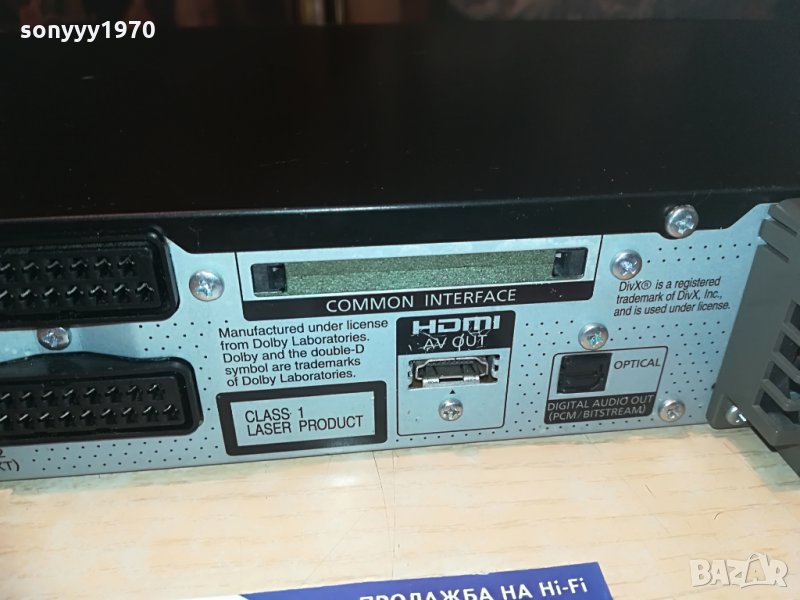 sonyyy1970
COMMON INTERFACE
DivX® is a registered
trademark of DivX, Inc.,
and is used under license.
Manufactured under license
from Dolby Laboratories.
Dolby and the double-D
symbol are trademarks
of Dolby Laboratories.
HDMI
AV OUT
OPTICAL
DIGITAL AUDIO OUT
(PCM/BITSTREAM)
CLASS 1
LASER PRODUCT
ПРОДАЖБА НА Hi-Fi
BAZAR